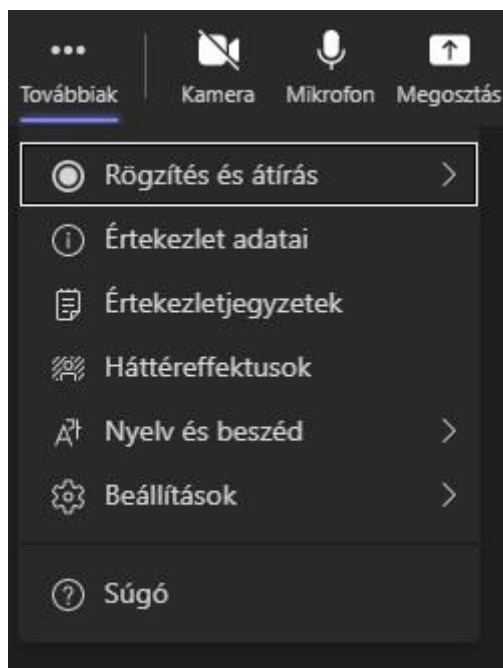 Továbbiak
Kamera
Mikrofon
Megosztás
Rögzítés és átírás
Értekezlet adatai
Értekezletjegyzetek
Háttéreffektusok
Nyelv és beszéd
Beállítások
Súgó